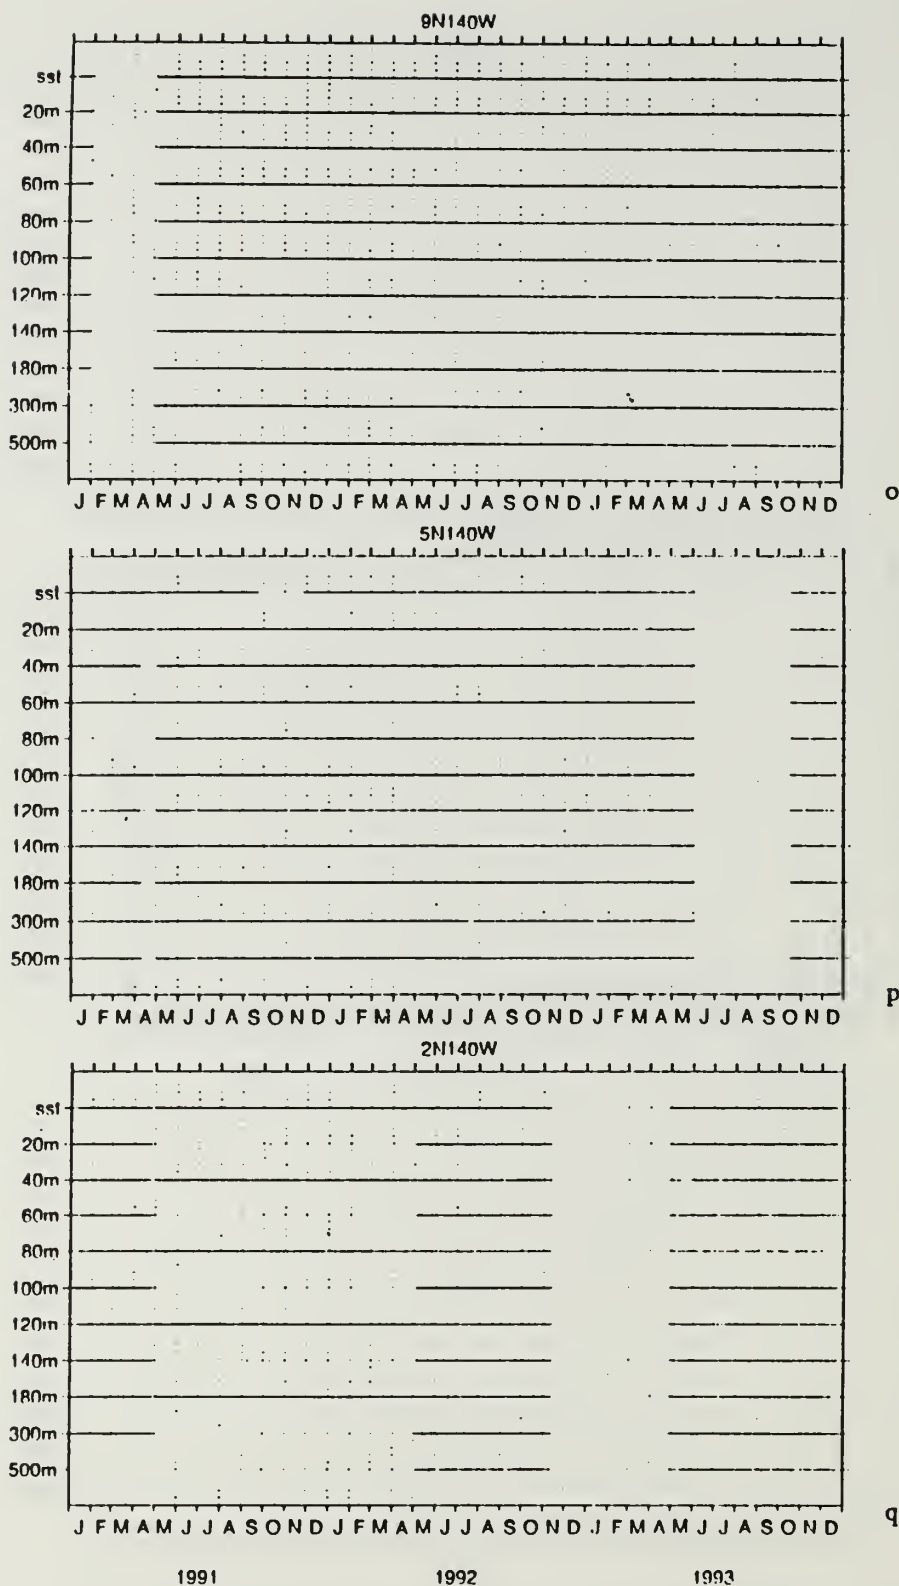 9N140W
sst
20m
40m
60m
80m
100m
120m
140m
180m
300m
500m
J F M A M J J A S O N D J F M A M J J A S O N D J F M A M J J A S O N D
o
5N140W
sst
20m
40m
60m
80m
100m
120m
140m
180m
300m
500m
J F M A M J J A S O N D J F M A M J J A S O N D J F M A M J J A S O N D
p
2N140W
sst
20m
40m
60m
80m
100m
120m
140m
180m
300m
500m
J F M A M J J A S O N D J F M A M J J A S O N D J F M A M J J A S O N D
q
1991 1992 1993